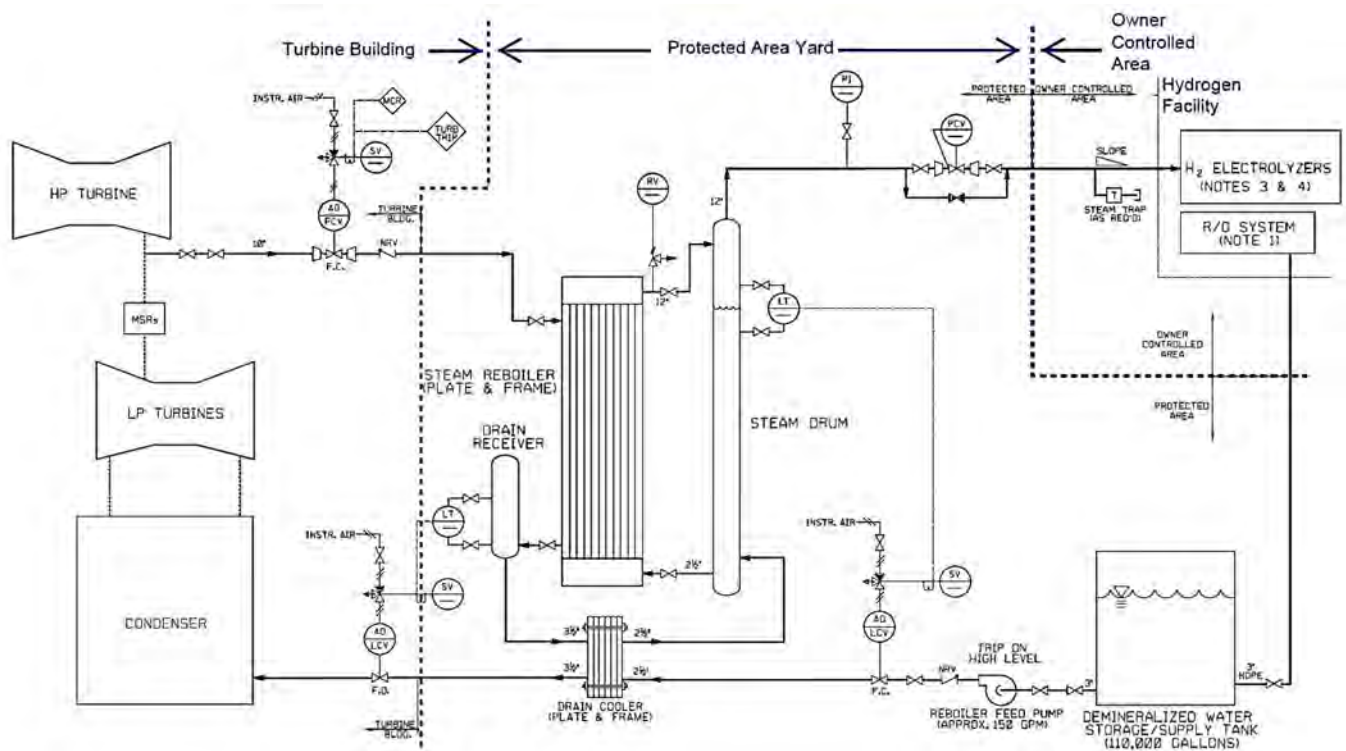 Turbine Building
Protected Area Yard
Owner
Controlled
Area
INSTR. AIR
MCR
TURB
TRIP
SV
PI
PROTECTED
AREA
OWNER CONTROLLED
AREA
Hydrogen
Facility
PCV
SLOPE
H2 ELECTROLYZERS
(NOTES 3 & 4)
T
STEAM TRAP
(AS REQ'D)
R/O SYSTEM
(NOTE 1)
HP TURBINE
AO
PCV
F.C.
TURBINE
BLDG.
NRV
10"
RV
12"
12"
LT
MSRs
LP TURBINES
STEAM REBOILER
(PLATE & FRAME)
STEAM DRUM
OWNER
CONTROLLED
AREA
PROTECTED
AREA
DRAIN
RECEIVER
LT
INSTR. AIR
SV
AO
LCV
F.O.
CONDENSER
2½"
3½"
2½"
3½"
2½"
DRAIN COOLER
(PLATE & FRAME)
TURBINE
BLDG.
INSTR. AIR
SV
AO
LCV
F.C.
NRV
TRIP ON
HIGH LEVEL
REBOILER FEED PUMP
(APPROX. 150 GPM)
3"
3"
HDPE
DEMINERALIZED WATER
STORAGE/SUPPLY TANK
(110,000 GALLONS)